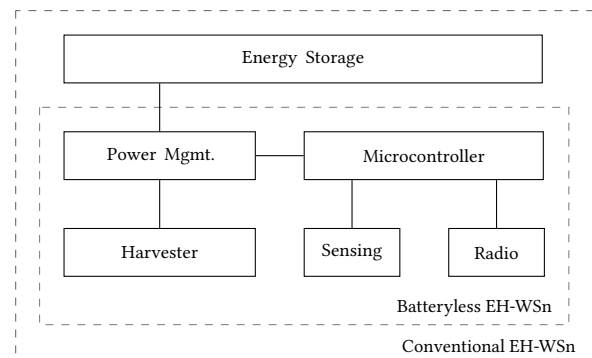 Energy Storage
Power Mgmt.
Microcontroller
Harvester
Sensing
Radio
Batteryless EH-WSn
Conventional EH-WSn